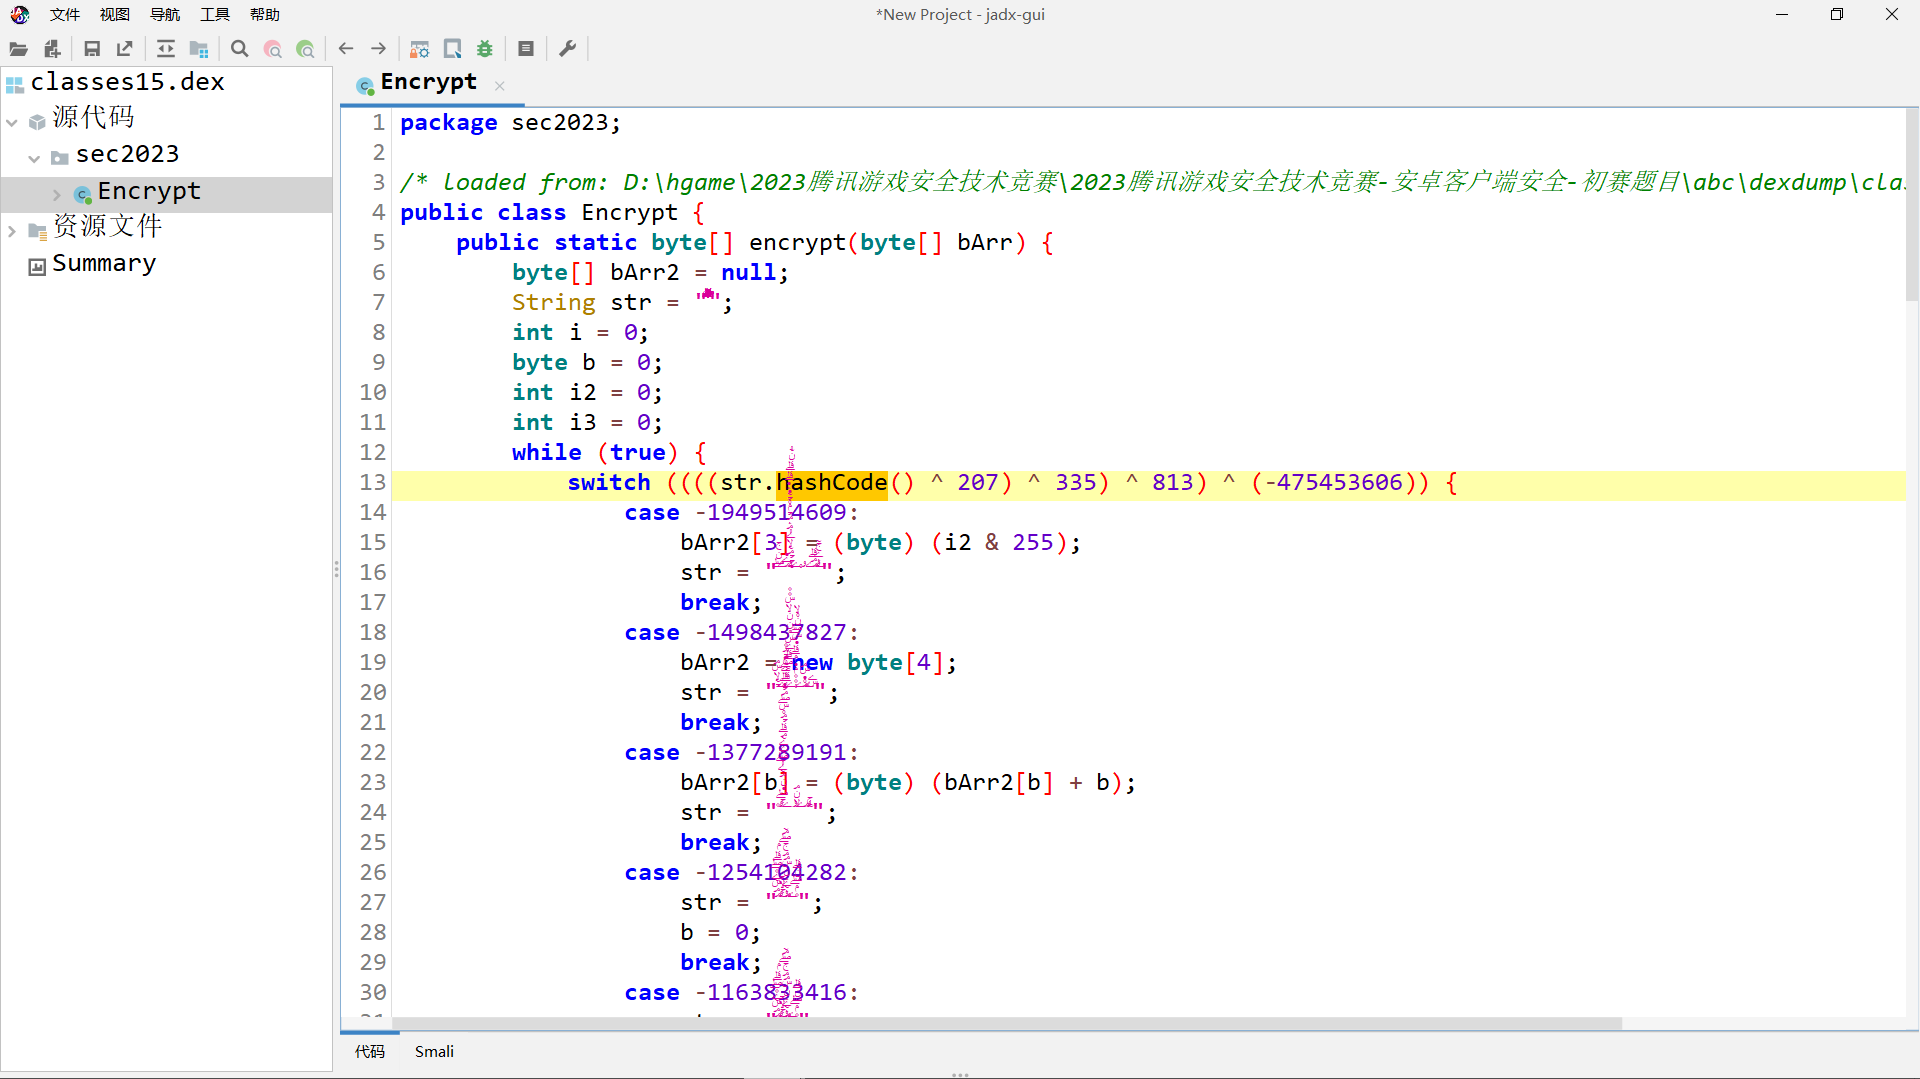 文件 视图 导航 工具 帮助
*New Project - jadx-gui
classes15.dex
源代码
sec2023
Encrypt
资源文件
Summary
Encrypt
1 package sec2023;
2
3 /* loaded from: D:\hgame\2023腾讯游戏安全技术竞赛\2023腾讯游戏安全技术竞赛-安卓客户端安全-初赛题目\abc\dexdump\cla
4 public class Encrypt {
5 public static byte[] encrypt(byte[] bArr) {
6 byte[] bArr2 = null;
7 String str = "";
8 int i = 0;
9 byte b = 0;
10 int i2 = 0;
11 int i3 = 0;
12 while (true) {
13 switch ((((str.hashCode() ^ 207) ^ 335) ^ 813) ^ (-475453606)) {
14 case -1949514609:
15 bArr2[3] = (byte) (i2 & 255);
16 str = "";
17 break;
18 case -1498437827:
19 bArr2 = new byte[4];
20 str = "";
21 break;
22 case -1377289191:
23 bArr2[b] = (byte) (bArr2[b] + b);
24 str = "";
25 break;
26 case -1254104282:
27 str = "";
28 b = 0;
29 break;
30 case -1163833416:
代码 Smali